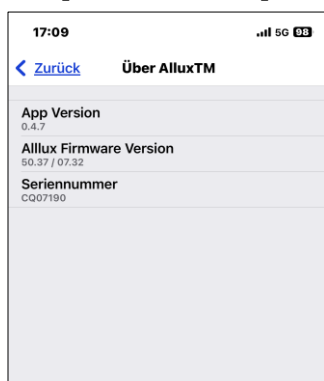 17:09 5G 98
Zurück Über AlluxTM
App Version
0.4.7
Alllux Firmware Version
50.37 / 07.32
Seriennummer
CQ07190